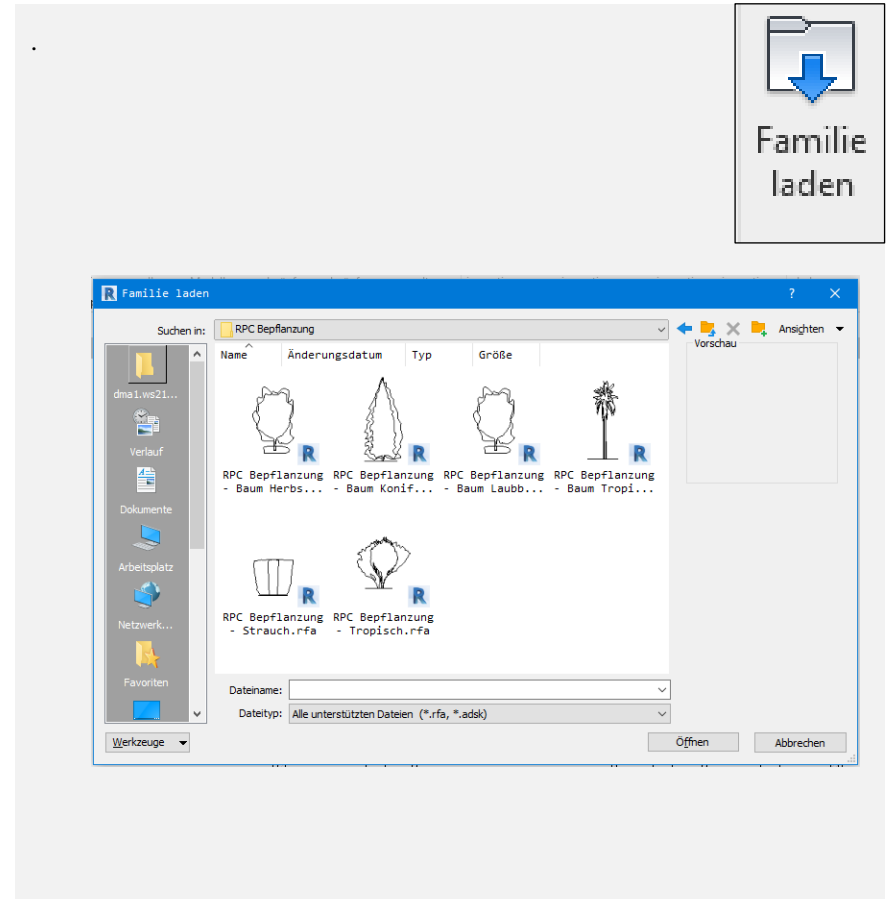 .
Familie
laden
Familie laden
Suchen in:
RPC Bepflanzung
Ansichten
Vorschau
Name Änderungsdatum Typ Größe
dma1.ws21...
Verlauf
Dokumente
Arbeitsplatz
Netzwerk...
Favoriten
RPC Bepflanzung
- Baum Herbs...
RPC Bepflanzung
- Baum Konif...
RPC Bepflanzung
- Baum Laubb...
RPC Bepflanzung
- Baum Tropi...
RPC Bepflanzung
- Strauch.rfa
RPC Bepflanzung
- Tropisch.rfa
Dateiname:
Dateityp: Alle unterstützten Dateien (*.rfa, *.adsk)
Werkzeuge
Öffnen
Abbrechen